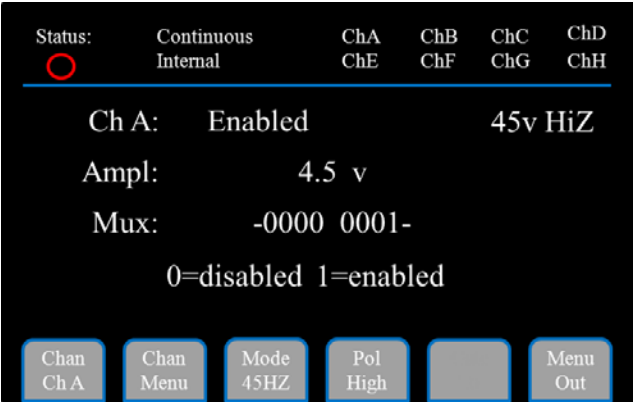 Status: Continuous ChA ChB ChC ChD
Internal ChE ChF ChG ChH
Ch A: Enabled 45v HiZ
Ampl: 4.5 v
Mux: -0000 0001-
0=disabled 1=enabled
Chan Chan Mode Pol Menu
Ch A Menu 45HZ High Out